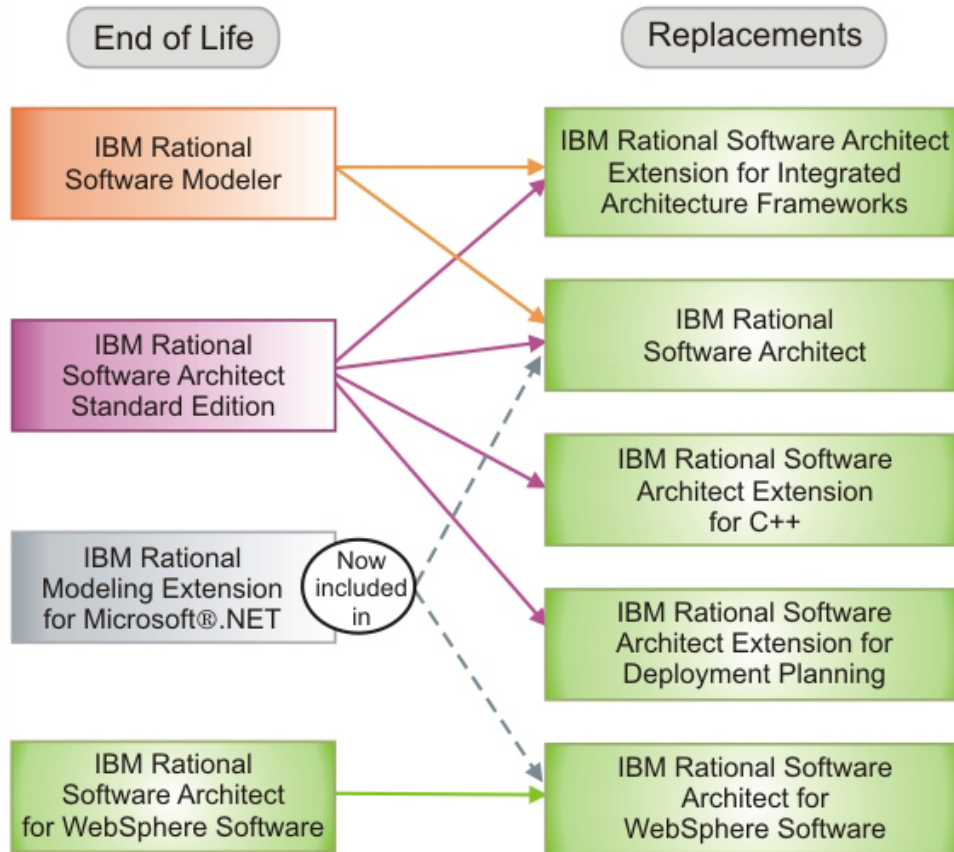 End of Life
Replacements
IBM Rational
Software Modeler
IBM Rational Software Architect
Extension for Integrated
Architecture Frameworks
IBM Rational
Software Architect
Standard Edition
IBM Rational
Software Architect
IBM Rational Software
Architect Extension
for C++
IBM Rational
Modeling Extension
for Microsoft®.NET
Now
included
in
IBM Rational Software
Architect Extension for
Deployment Planning
IBM Rational
Software Architect
for WebSphere Software
IBM Rational Software
Architect for
WebSphere Software